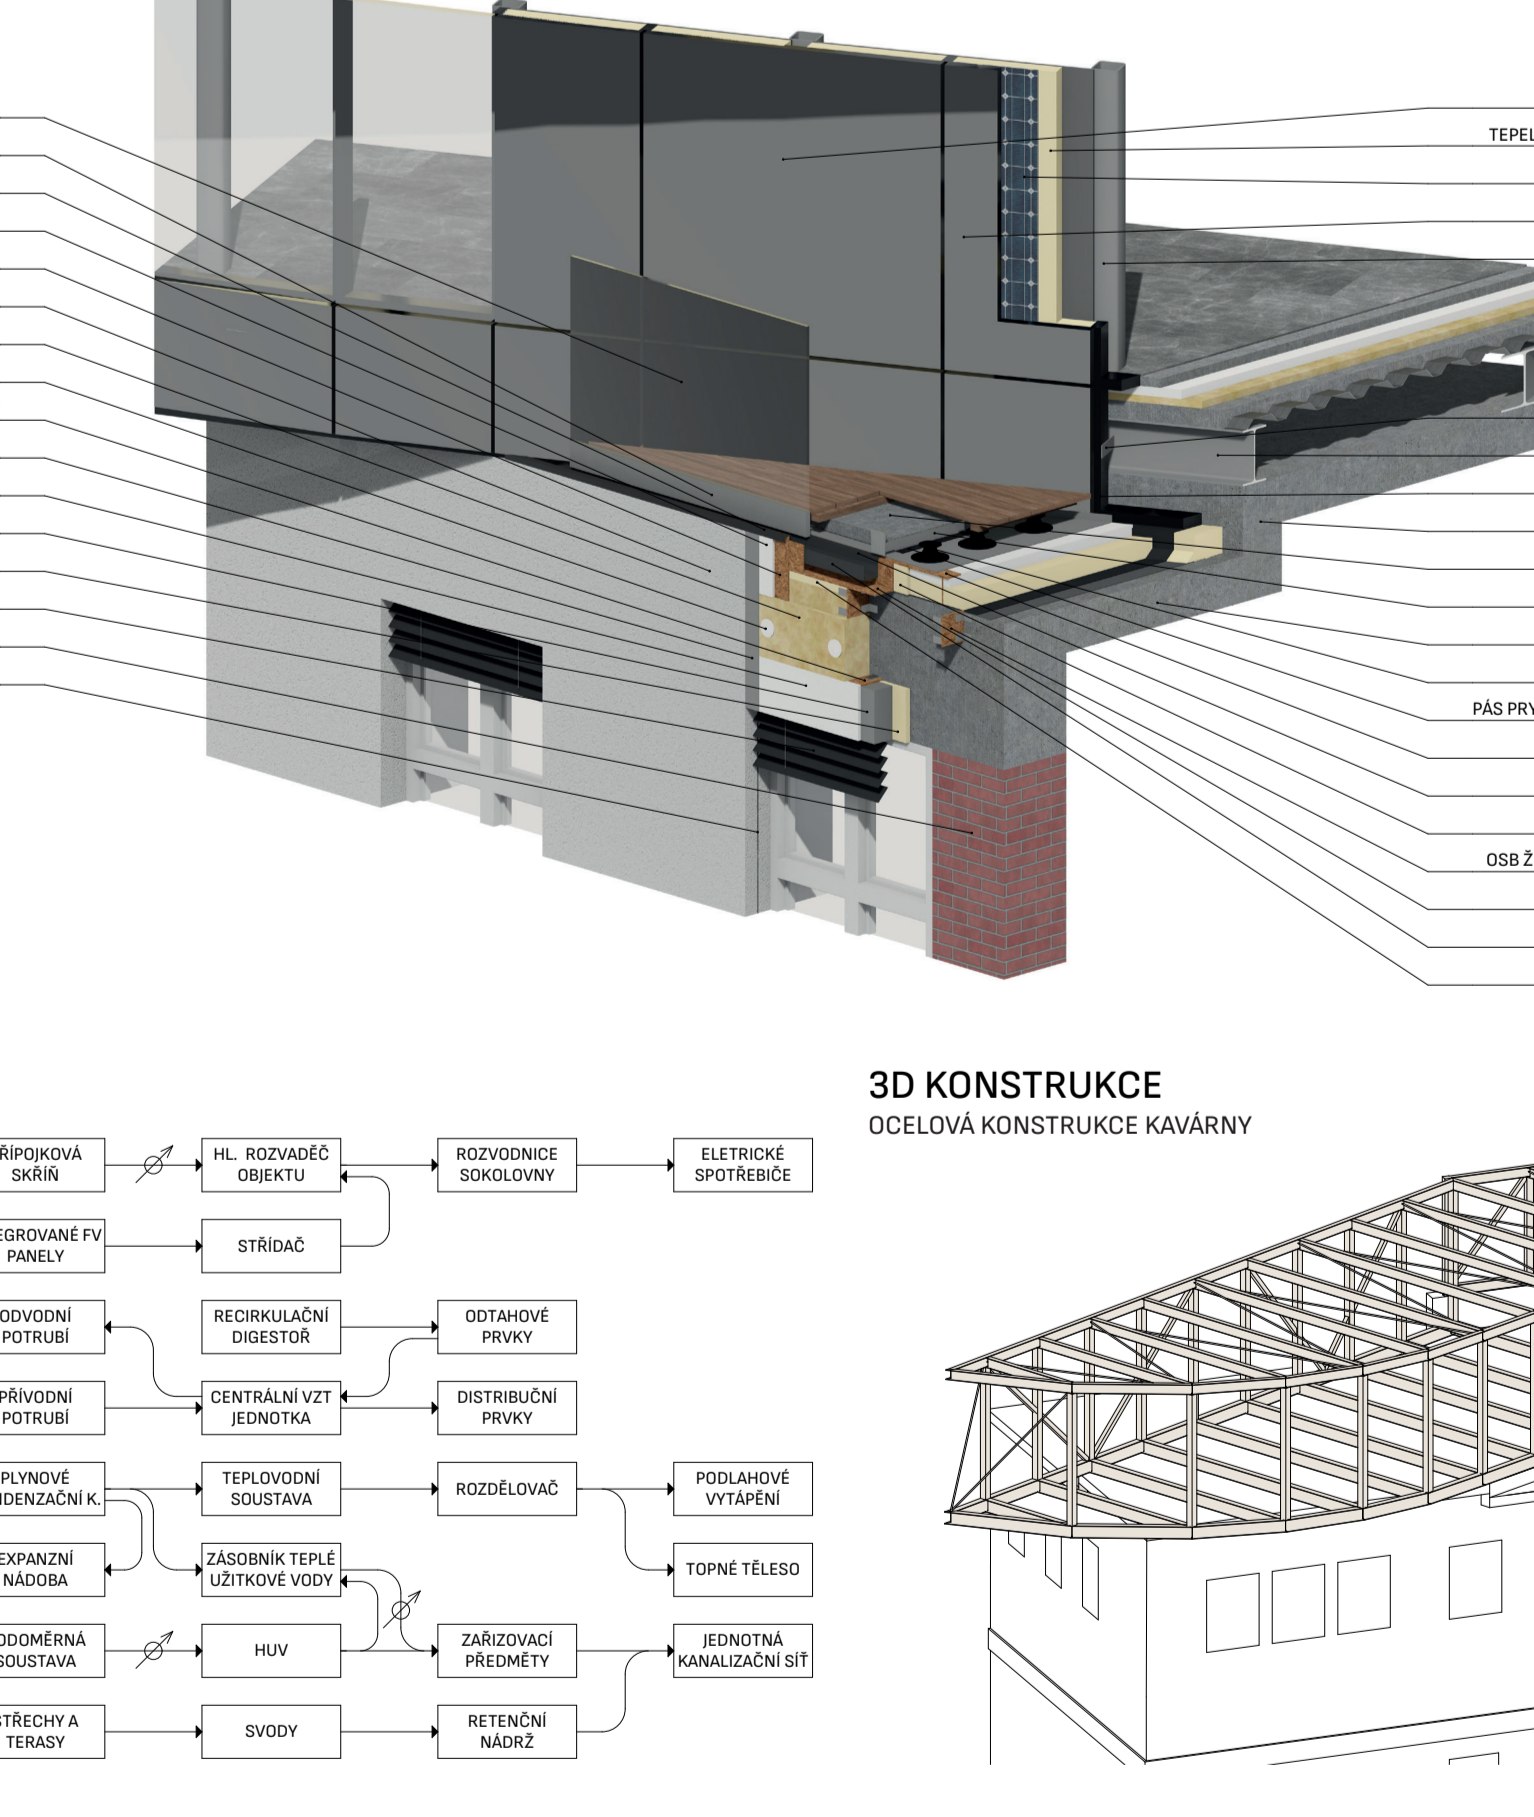 TEPEL
PÁS PRY
OSB Ž
3D KONSTRUKCE
OCELOVÁ KONSTRUKCE KAVÁRNY
ŘÍPOJKOVÁ
SKŘÍŇ
HL. ROZVADĚČ
OBJEKTU
ROZVODNICE
SOKOLOVNY
ELETRICKÉ
SPOTŘEBIČE
EGROVANÉ FV
PANELY
STŘÍDAČ
ODVODNÍ
POTRUBÍ
RECIRKULAČNÍ
DIGESTOŘ
ODTAHOVÉ
PRVKY
PŘÍVODNÍ
POTRUBÍ
CENTRÁLNÍ VZT
JEDNOTKA
DISTRIBUČNÍ
PRVKY
PLYNOVÉ
NDENZAČNÍ K.
TEPLOVODNÍ
SOUSTAVA
ROZDĚLOVAČ
PODLAHOVÉ
VYTÁPĚNÍ
EXPANZNÍ
NÁDOBA
ZÁSOBNÍK TEPLÉ
UŽITKOVÉ VODY
TOPNÉ TĚLESO
ODOMĚRNÁ
SOUSTAVA
HUV
ZAŘIZOVACÍ
PŘEDMĚTY
JEDNOTNÁ
KANALIZAČNÍ SÍŤ
STŘECHY A
TERASY
SVODY
RETENČNÍ
NÁDRŽ